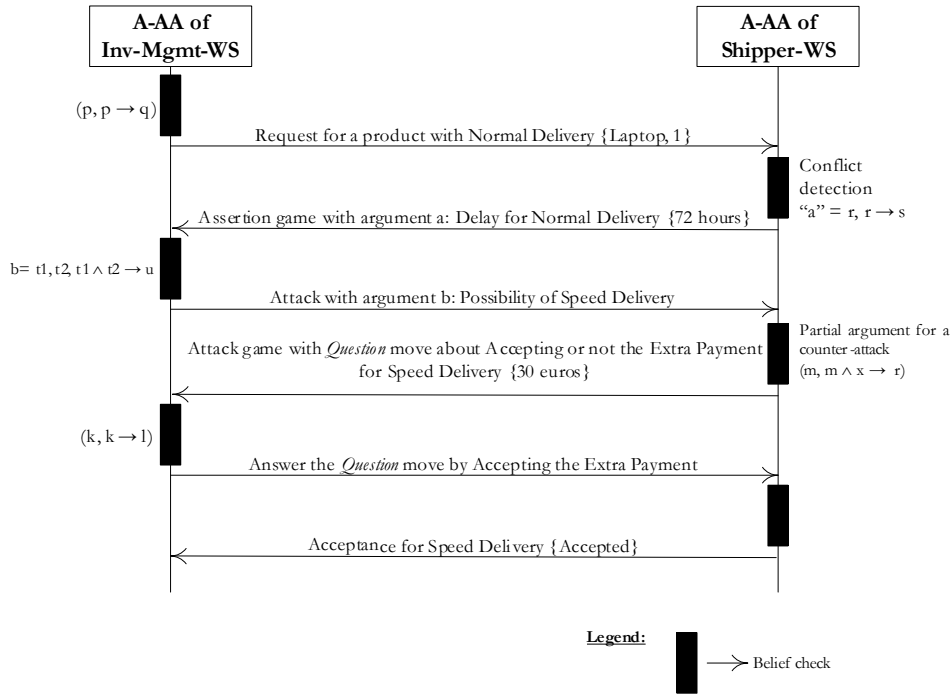 A-AA of
Inv-Mgmt-WS
A-AA of
Shipper-WS
(p, p → q)
Request for a product with Normal Delivery {Laptop, 1}
Conflict
detection
“a” = r, r → s
Assertion game with argument a: Delay for Normal Delivery {72 hours}
b= t1, t2, t1 ∧ t2 → u
Attack with argument b: Possibility of Speed Delivery
Partial argument for a
counter-attack
(m, m ∧ x → r)
Attack game with Question move about Accepting or not the Extra Payment
for Speed Delivery {30 euros}
(k, k → l)
Answer the Question move by Accepting the Extra Payment
Acceptance for Speed Delivery {Accepted}
Legend:
Belief check